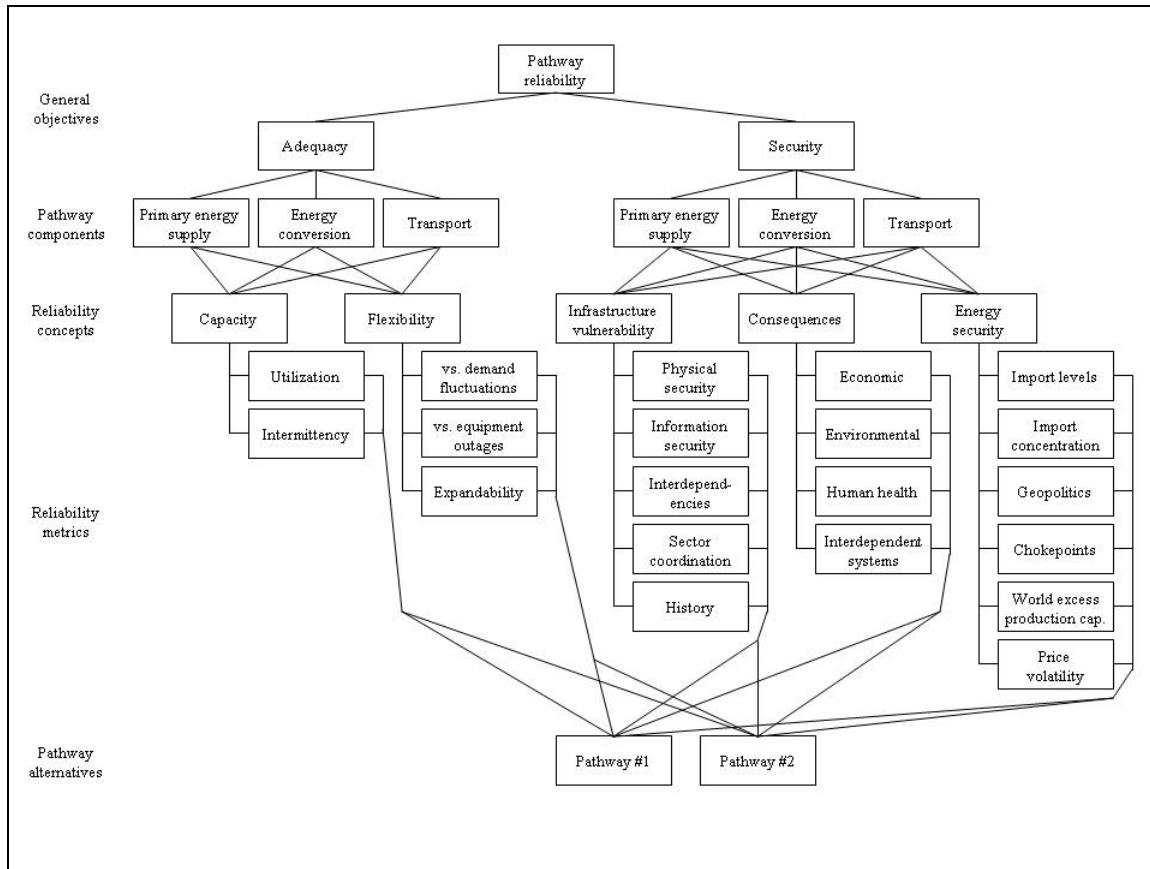 Pathway
reliability
General
objectives
Adequacy
Security
Pathway
components
Primary energy
supply
Energy
conversion
Transport
Primary energy
supply
Energy
conversion
Transport
Reliability
concepts
Capacity
Flexibility
Infrastructure
vulnerability
Consequences
Energy
security
Reliability
metrics
Utilization
Intermittency
vs. demand
fluctuations
vs. equipment
outages
Expandability
Physical
security
Information
security
Interdepend-
encies
Sector
coordination
History
Economic
Environmental
Human health
Interdependent
systems
Import levels
Import
concentration
Geopolitics
Chokepoints
World excess
production cap.
Price
volatility
Pathway
alternatives
Pathway #1
Pathway #2